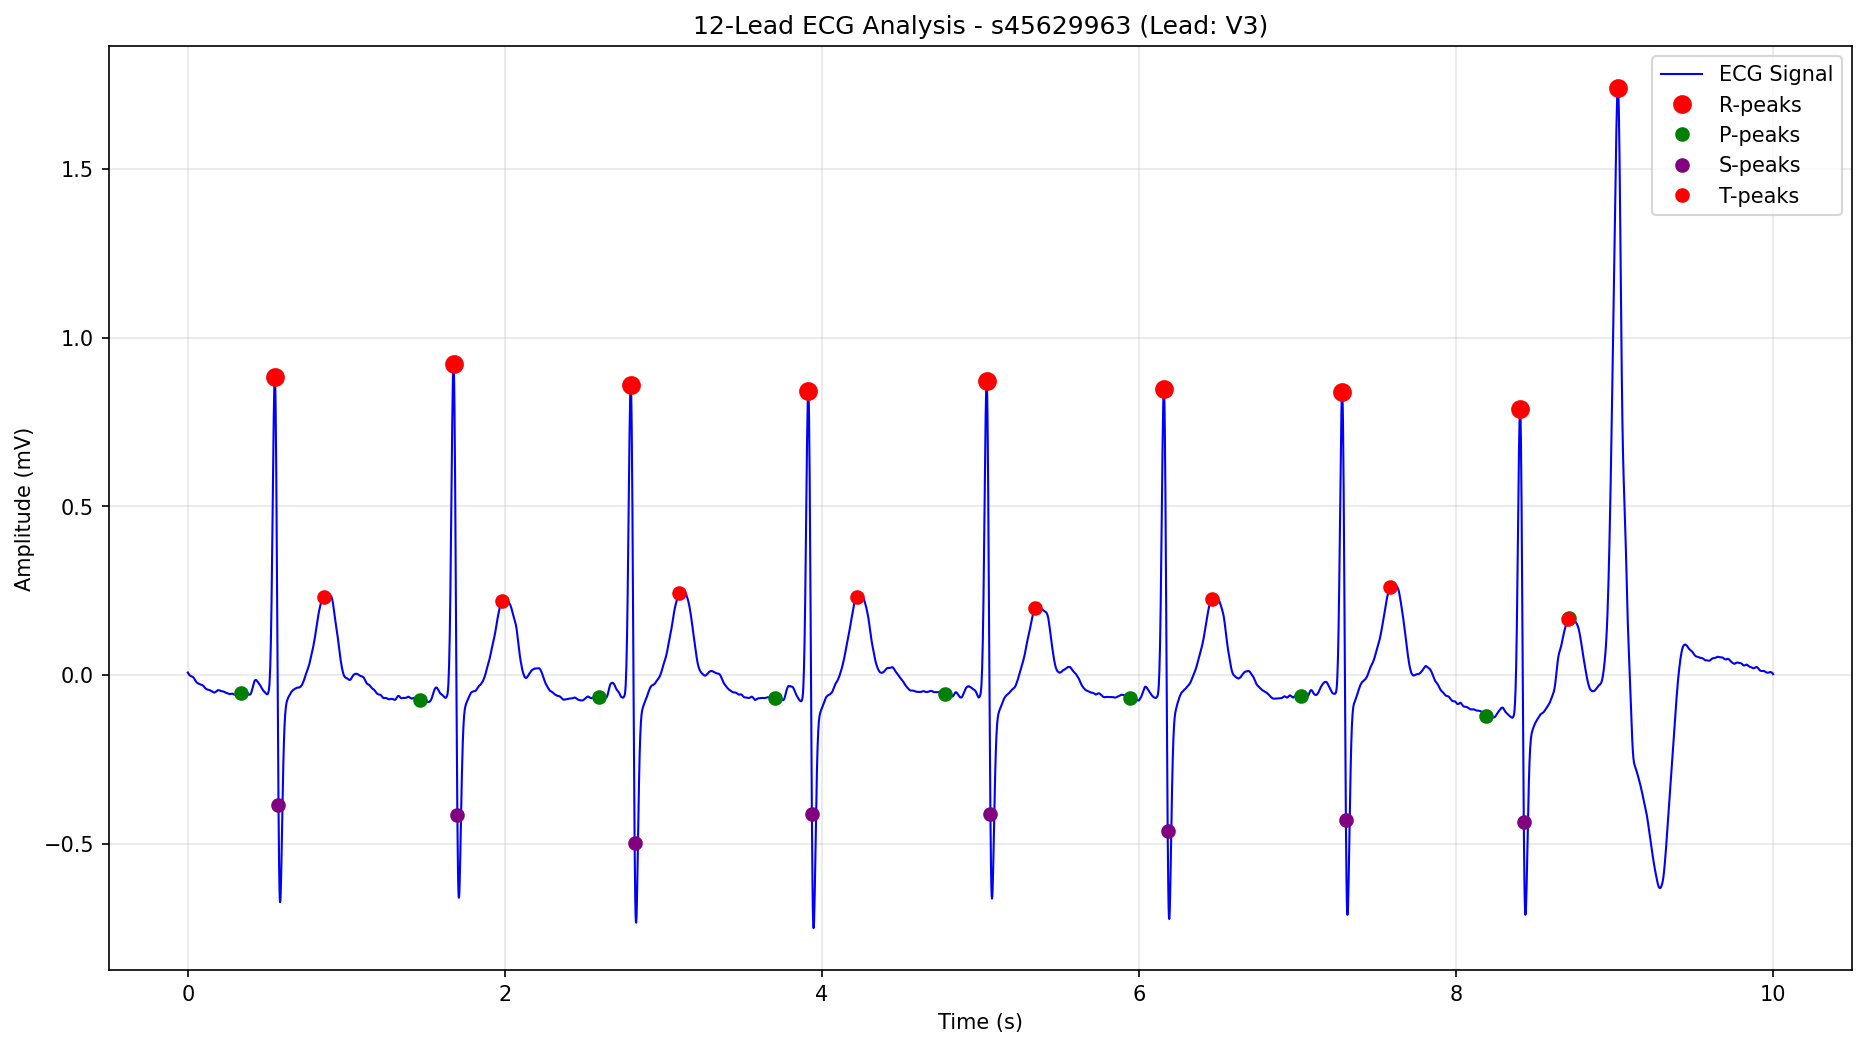 12-Lead ECG Analysis - s45629963 (Lead: V3)
ECG Signal
R-peaks
P-peaks
S-peaks
T-peaks
Amplitude (mV)
1.5
1.0
0.5
0.0
−0.5
0 2 4 6 8 10
Time (s)